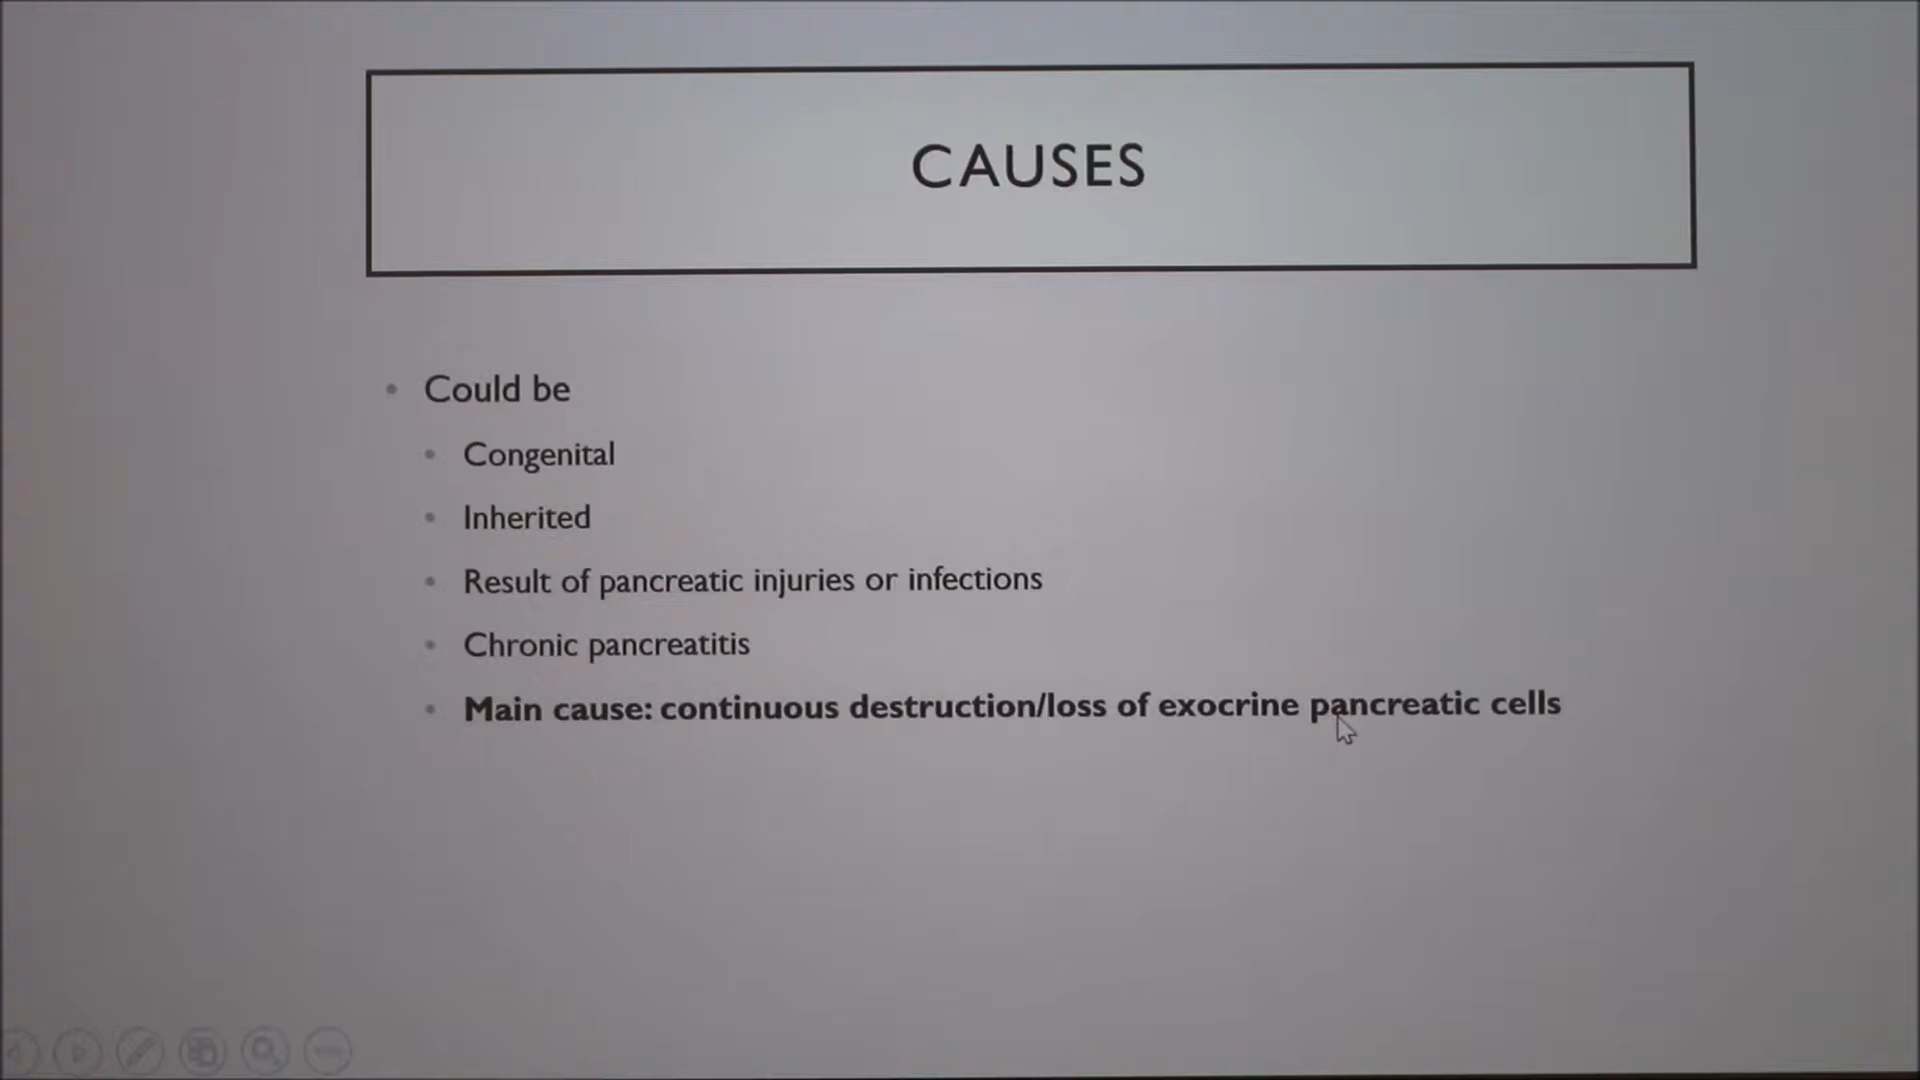 CAUSES
Could be
Congenital
Inherited
Result of pancreatic injuries or infections
Chronic pancreatitis
Main cause: continuous destruction/loss of exocrine pancreatic cells